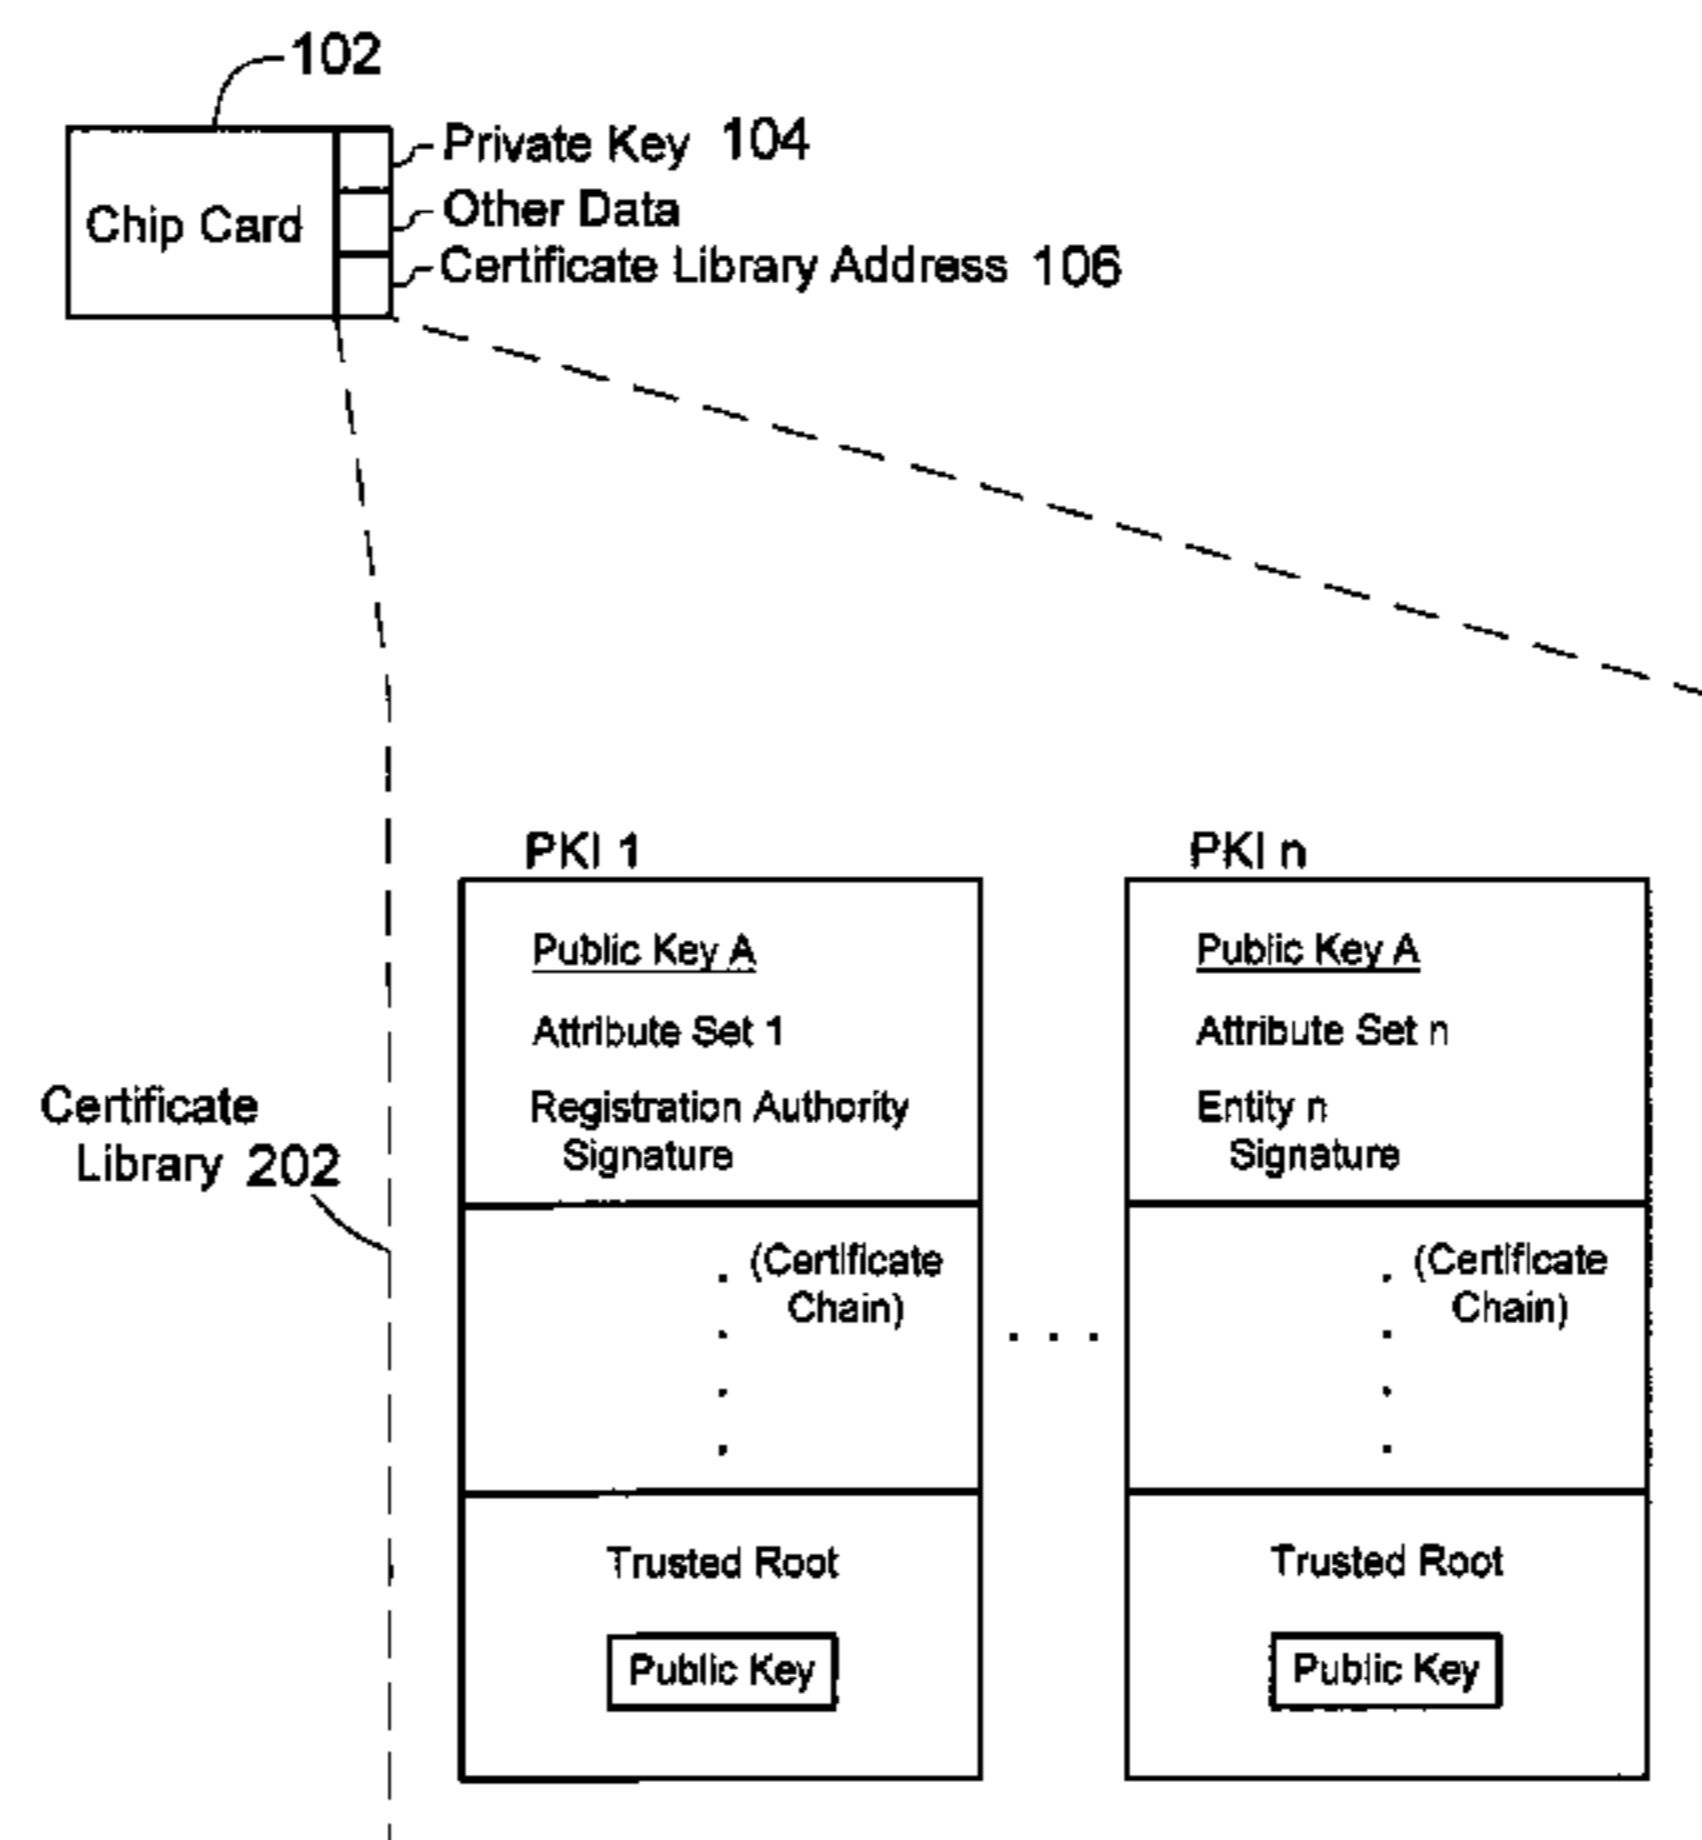 102
Private Key 104
Chip Card
Other Data
Certificate Library Address 106
PKI 1
Public Key A
Attribute Set 1
Registration Authority
Signature
(Certificate
Chain)
Trusted Root
Public Key
. . .
PKI n
Public Key A
Attribute Set n
Entity n
Signature
(Certificate
Chain)
Trusted Root
Public Key
Certificate
Library 202